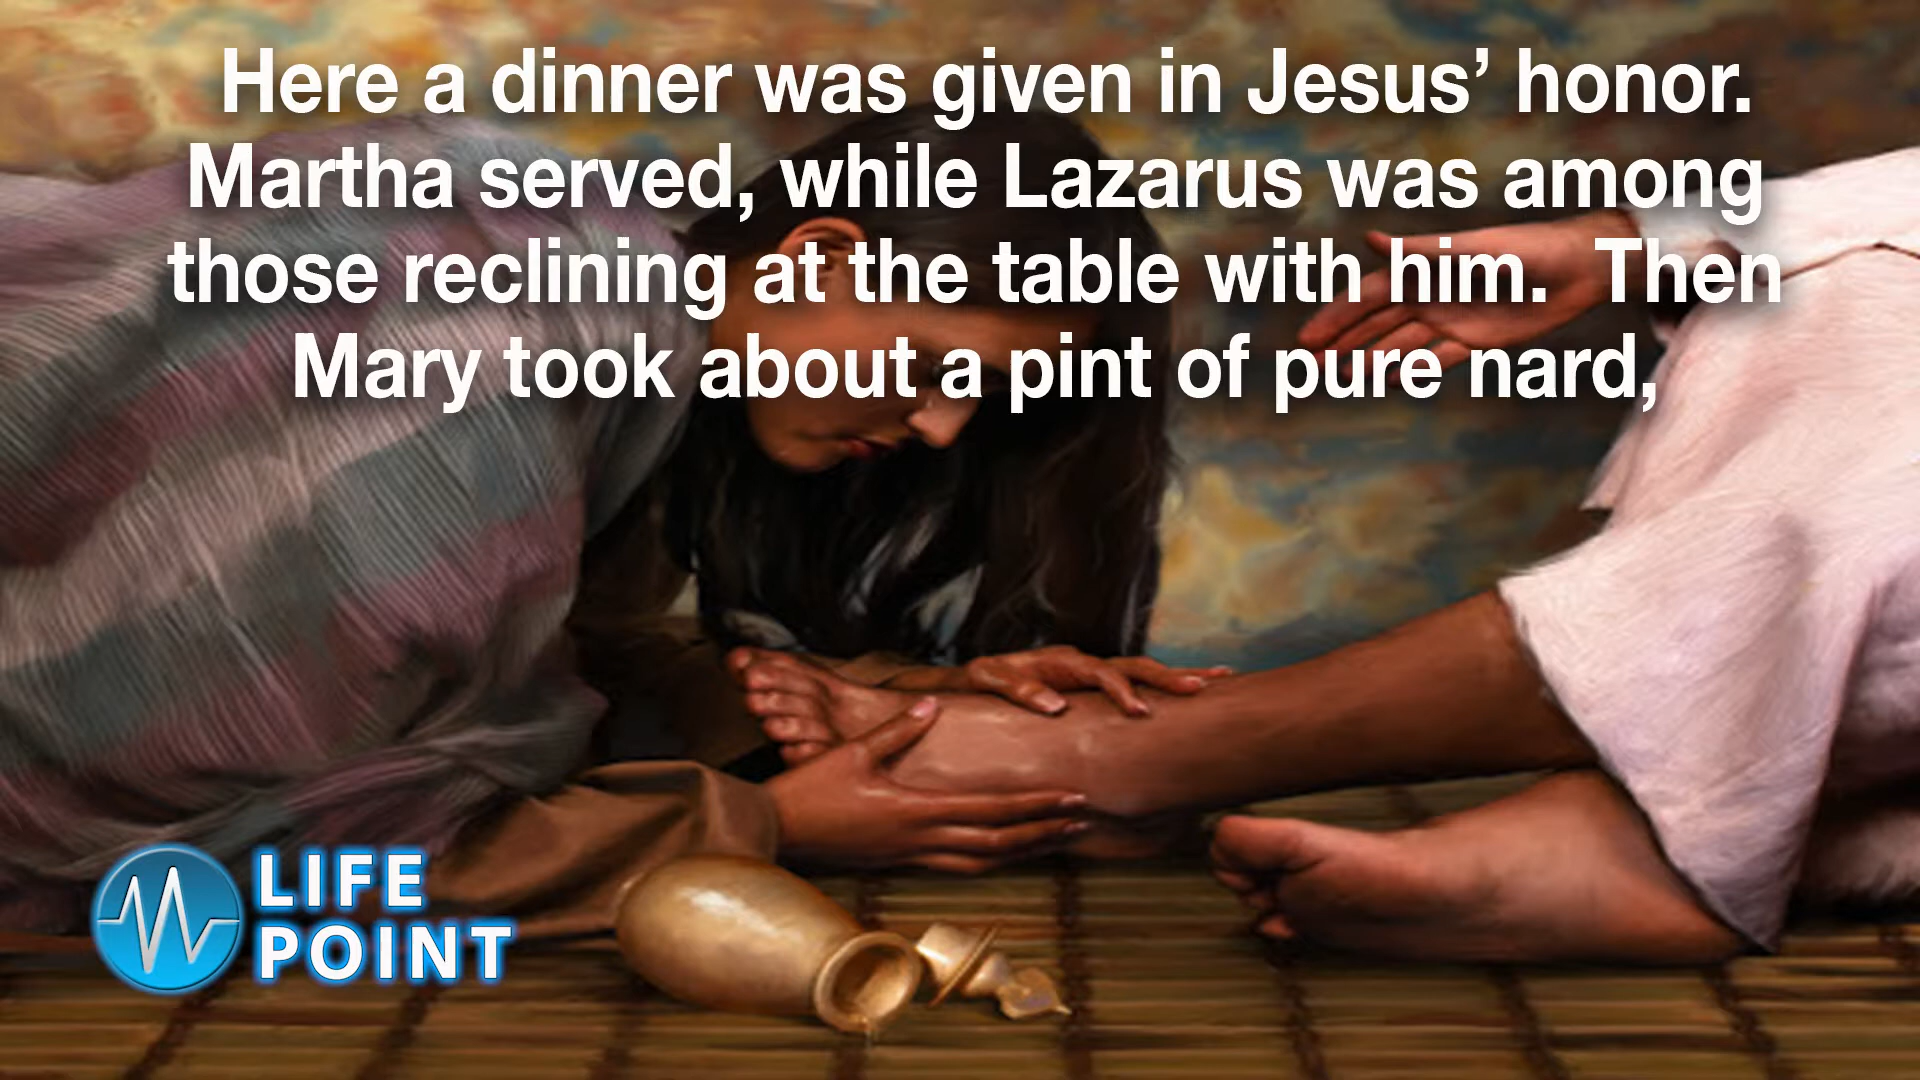 Here a dinner was given in Jesus’ honor.
Martha served, while Lazarus was among
those reclining at the table with him.  Then
Mary took about a pint of pure nard,
LIFE
POINT